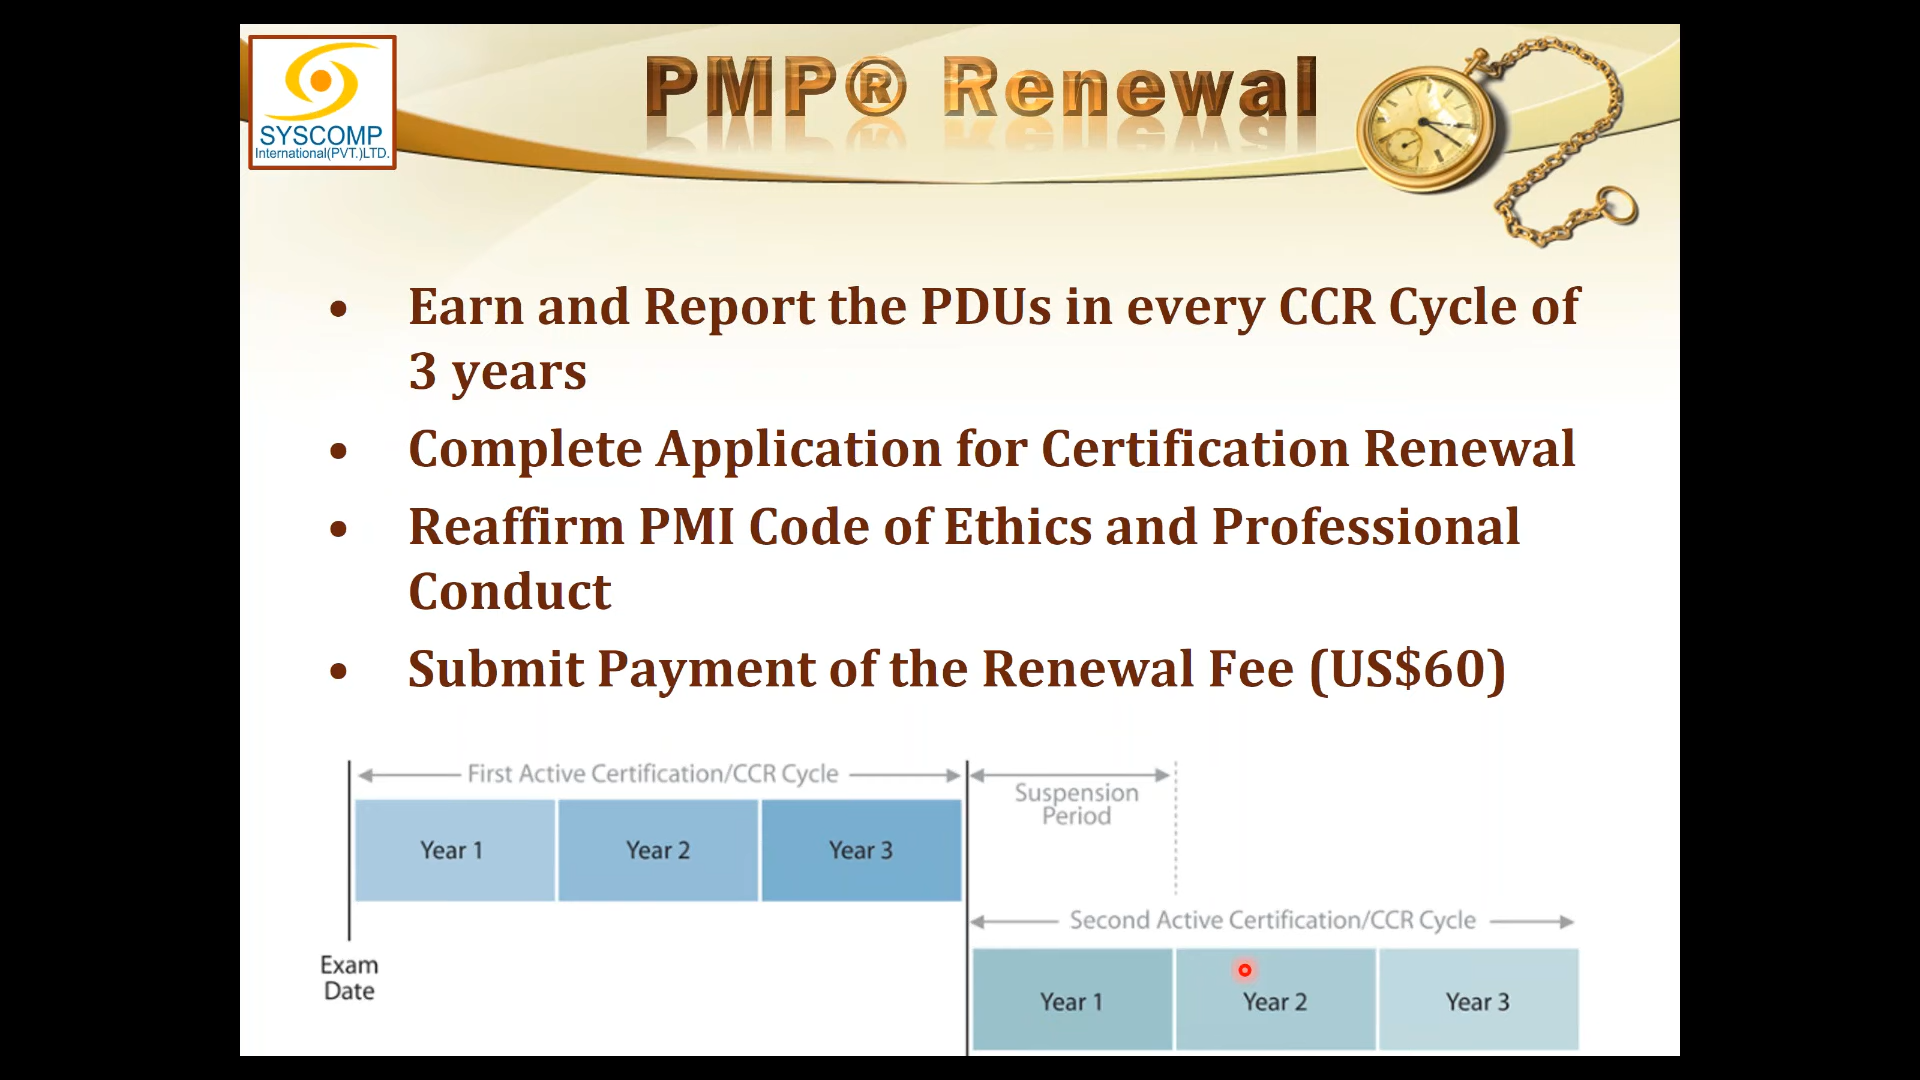 SYSCOMP
International(PVT.)LTD.
PMP® Renewal
• Earn and Report the PDUs in every CCR Cycle of
3 years
• Complete Application for Certification Renewal
• Reaffirm PMI Code of Ethics and Professional
Conduct
• Submit Payment of the Renewal Fee (US$60)
First Active Certification/CCR Cycle
Suspension
Period
Year 1
Year 2
Year 3
Second Active Certification/CCR Cycle
Exam
Date
Year 1
Year 2
Year 3